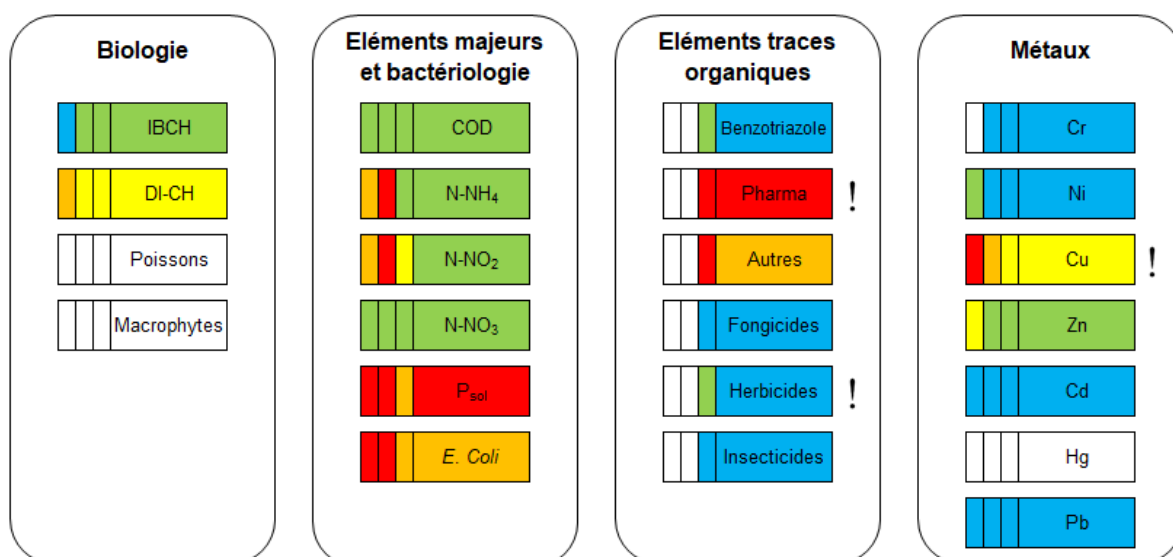 Biologie
IBCH
DI-CH
Poissons
Macrophytes
Eléments majeurs
et bactériologie
COD
N-NH₄
N-NO₂
N-NO₃
Pₛₒₗ
E. Coli
Eléments traces
organiques
Benzotriazole
Pharma !
Autres
Fongicides
Herbicides !
Insecticides
Métaux
Cr
Ni
Cu !
Zn
Cd
Hg
Pb